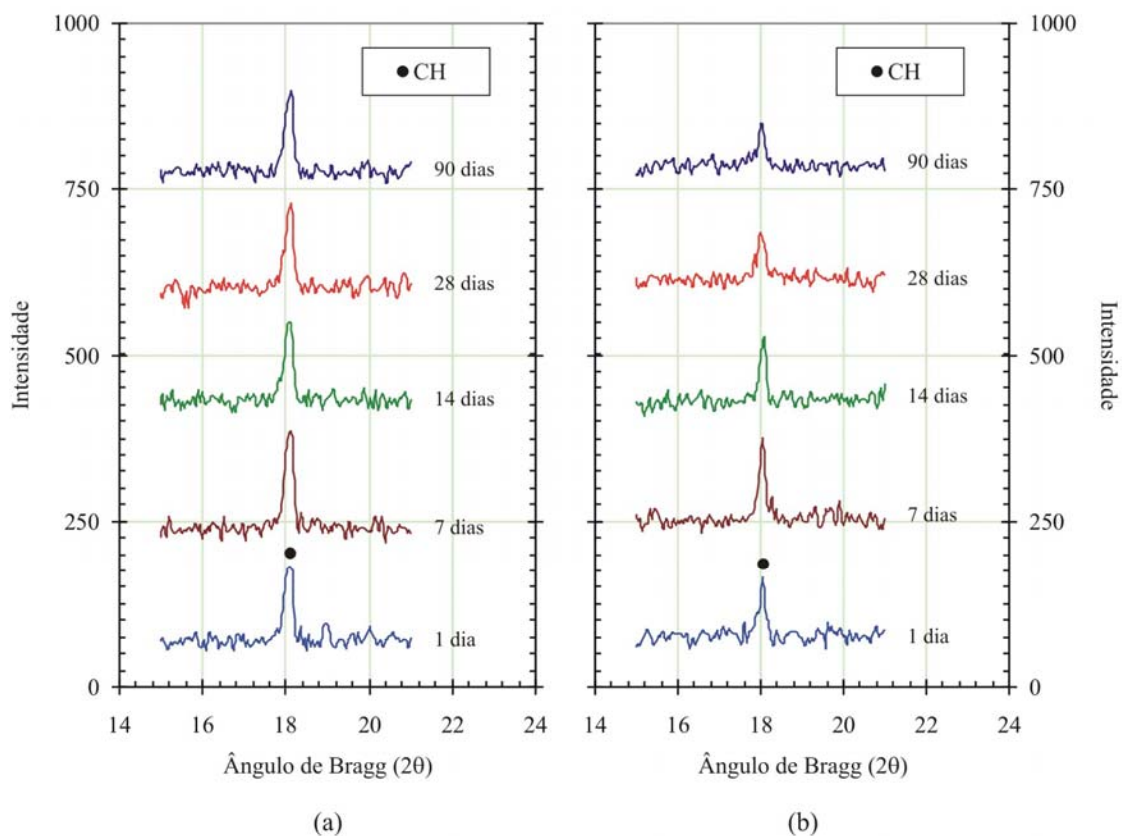 1000
750
500
250
0
14 16 18 20 22 24
Intensidade
Ângulo de Bragg (2θ)
CH
90 dias
28 dias
14 dias
7 dias
1 dia
(a)
1000
750
500
250
0
14 16 18 20 22 24
Intensidade
Ângulo de Bragg (2θ)
CH
90 dias
28 dias
14 dias
7 dias
1 dia
(b)